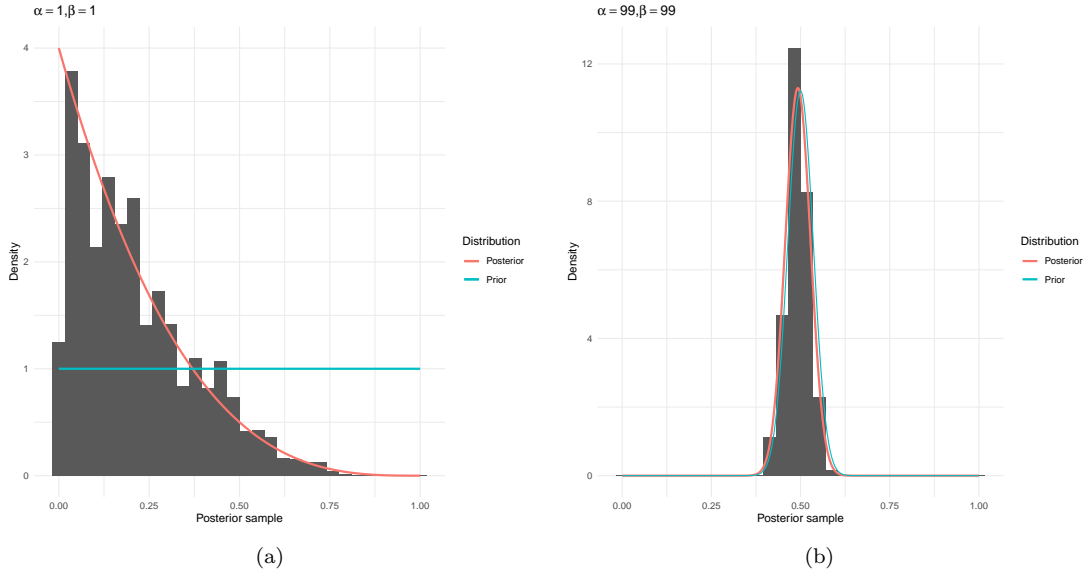 α = 1,β = 1
4
3
2
1
0
Density
0.00 0.25 0.50 0.75 1.00
Posterior sample
Distribution
Posterior
Prior
(a)
α = 99,β = 99
12
8
4
0
Density
0.00 0.25 0.50 0.75 1.00
Posterior sample
Distribution
Posterior
Prior
(b)